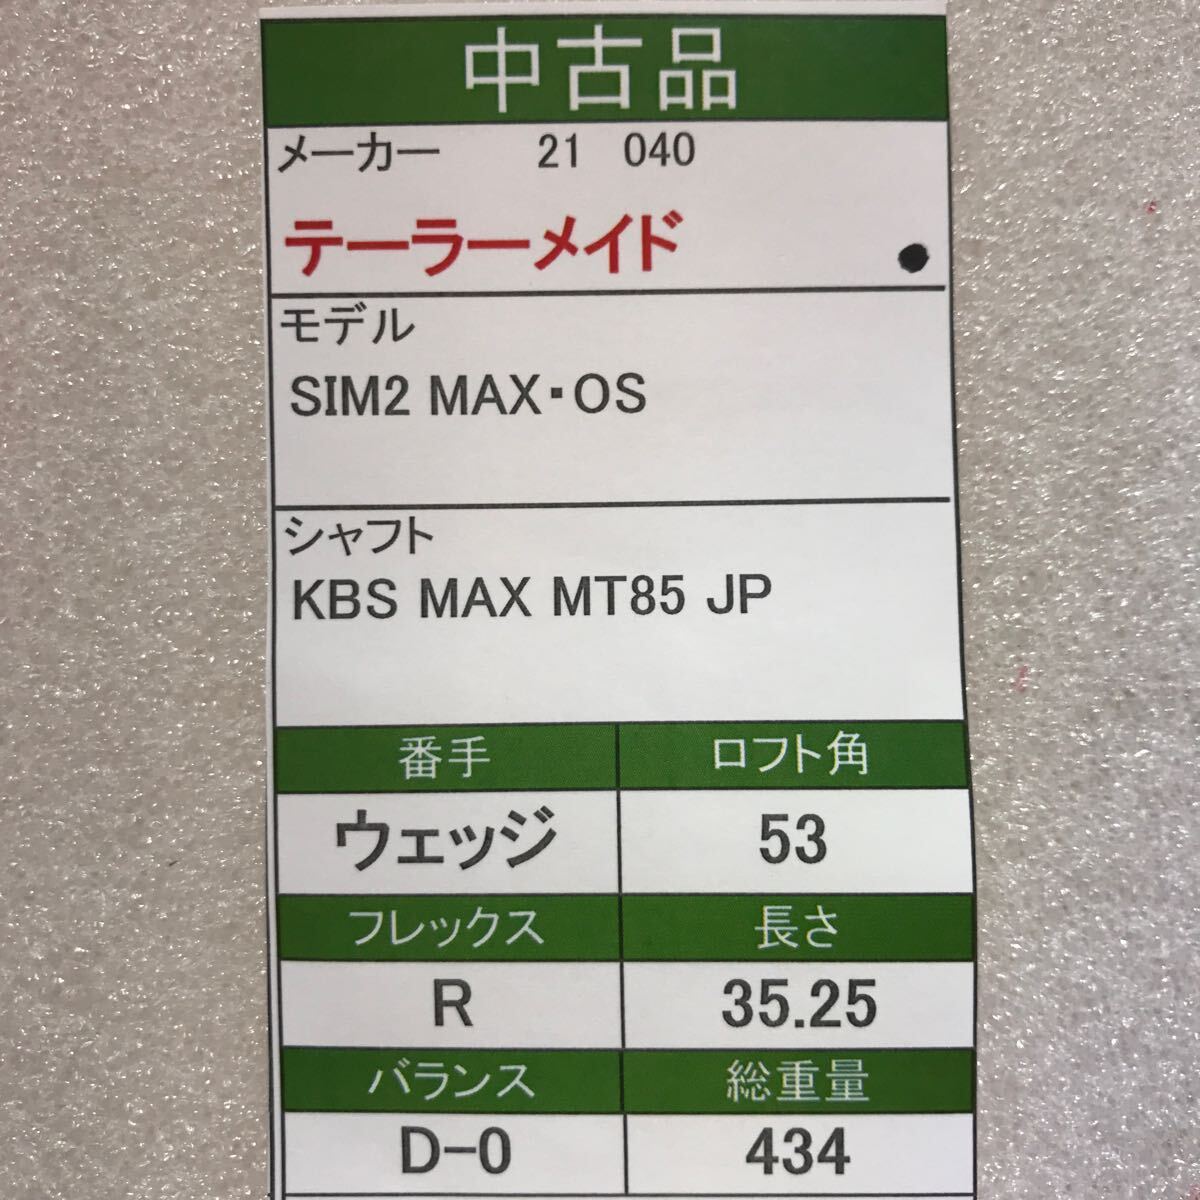 中古品
メーカー 21 040
テーラーメイド
モデル
SIM2 MAX・OS
シャフト
KBS MAX MT85 JP
番手 ロフト角
ウェッジ 53
フレックス 長さ
R 35.25
バランス 総重量
D-0 434